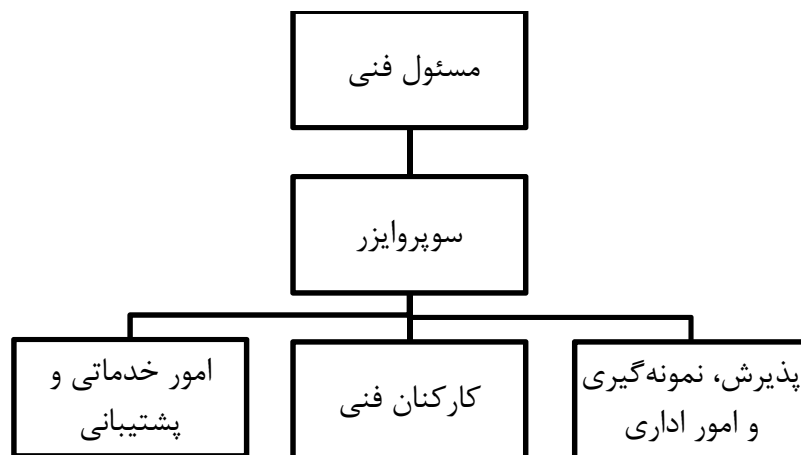 مسئول فنی
سوپروایزر
پذیرش، نمونه‌گیری
و امور اداری
کارکنان فنی
امور خدماتی و
پشتیبانی